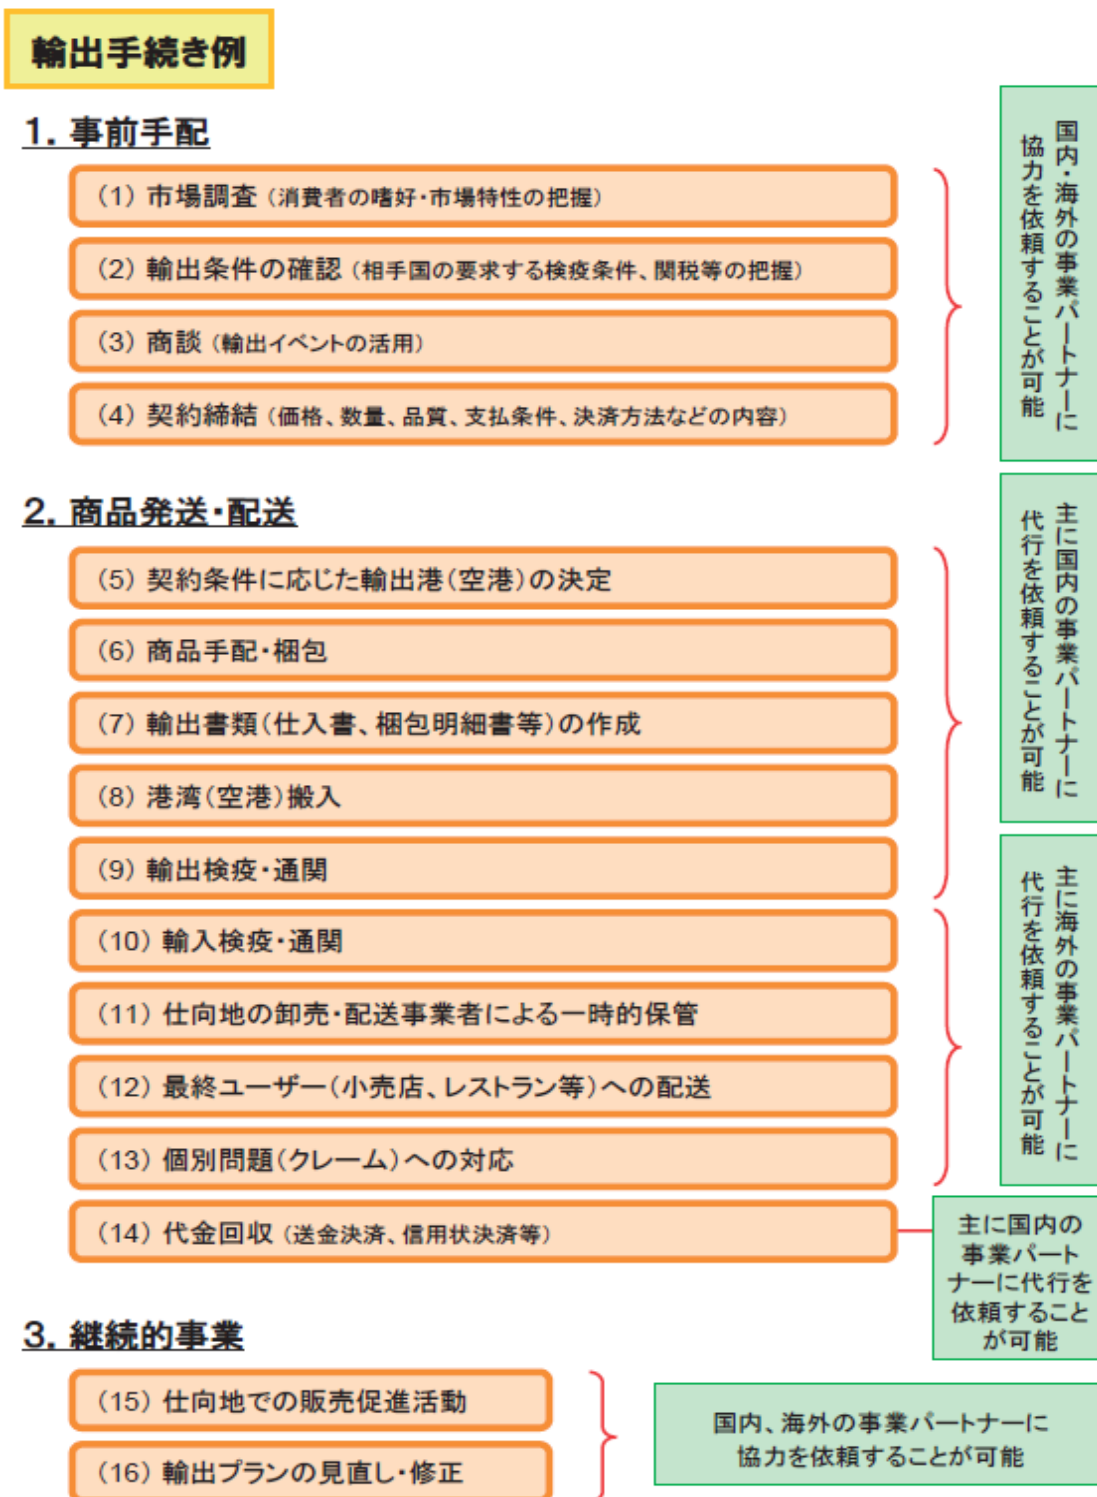 輸出手続き例
1. 事前手配
(1) 市場調査 (消費者の嗜好・市場特性の把握)
(2) 輸出条件の確認 (相手国の要求する検疫条件、関税等の把握)
(3) 商談 (輸出イベントの活用)
(4) 契約締結 (価格、数量、品質、支払条件、決済方法などの内容)
国内・海外の事業パートナーに
協力を依頼することが可能
2. 商品発送・配送
(5) 契約条件に応じた輸出港(空港)の決定
(6) 商品手配・梱包
(7) 輸出書類(仕入書、梱包明細書等)の作成
(8) 港湾(空港)搬入
(9) 輸出検疫・通関
主に国内の事業パートナーに
代行を依頼することが可能
(10) 輸入検疫・通関
(11) 仕向地の卸売・配送事業者による一時的保管
(12) 最終ユーザー(小売店、レストラン等)への配送
(13) 個別問題(クレーム)への対応
主に海外の事業パートナーに
代行を依頼することが可能
(14) 代金回収 (送金決済、信用状決済等)
主に国内の
事業パート
ナーに代行を
依頼すること
が可能
3. 継続的事業
(15) 仕向地での販売促進活動
(16) 輸出プランの見直し・修正
国内、海外の事業パートナーに
協力を依頼することが可能